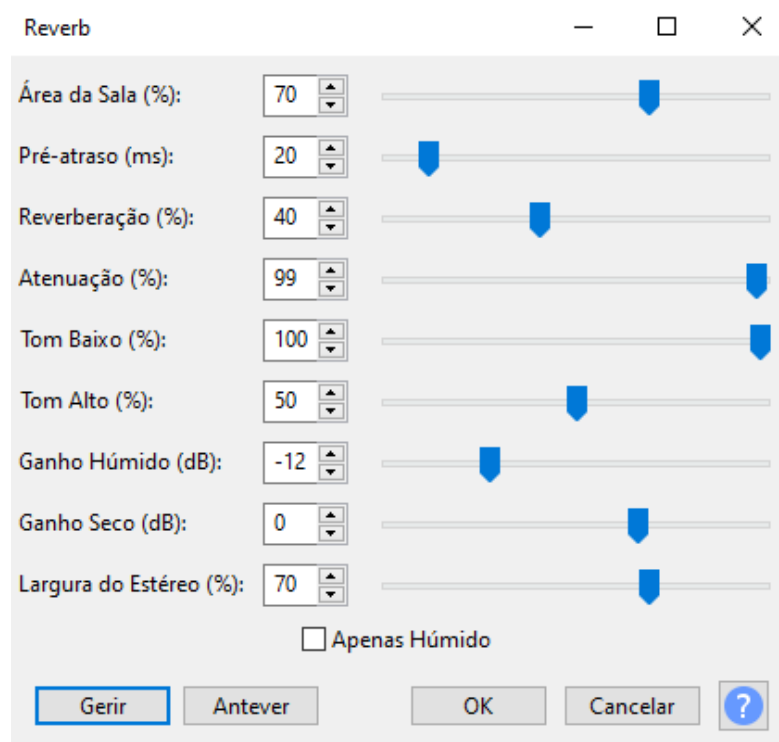 Reverb
Área da Sala (%): 70
Pré-atraso (ms): 20
Reverberação (%): 40
Atenuação (%): 99
Tom Baixo (%): 100
Tom Alto (%): 50
Ganho Húmido (dB): -12
Ganho Seco (dB): 0
Largura do Estéreo (%): 70
Apenas Húmido
Gerir Antever OK Cancelar ?